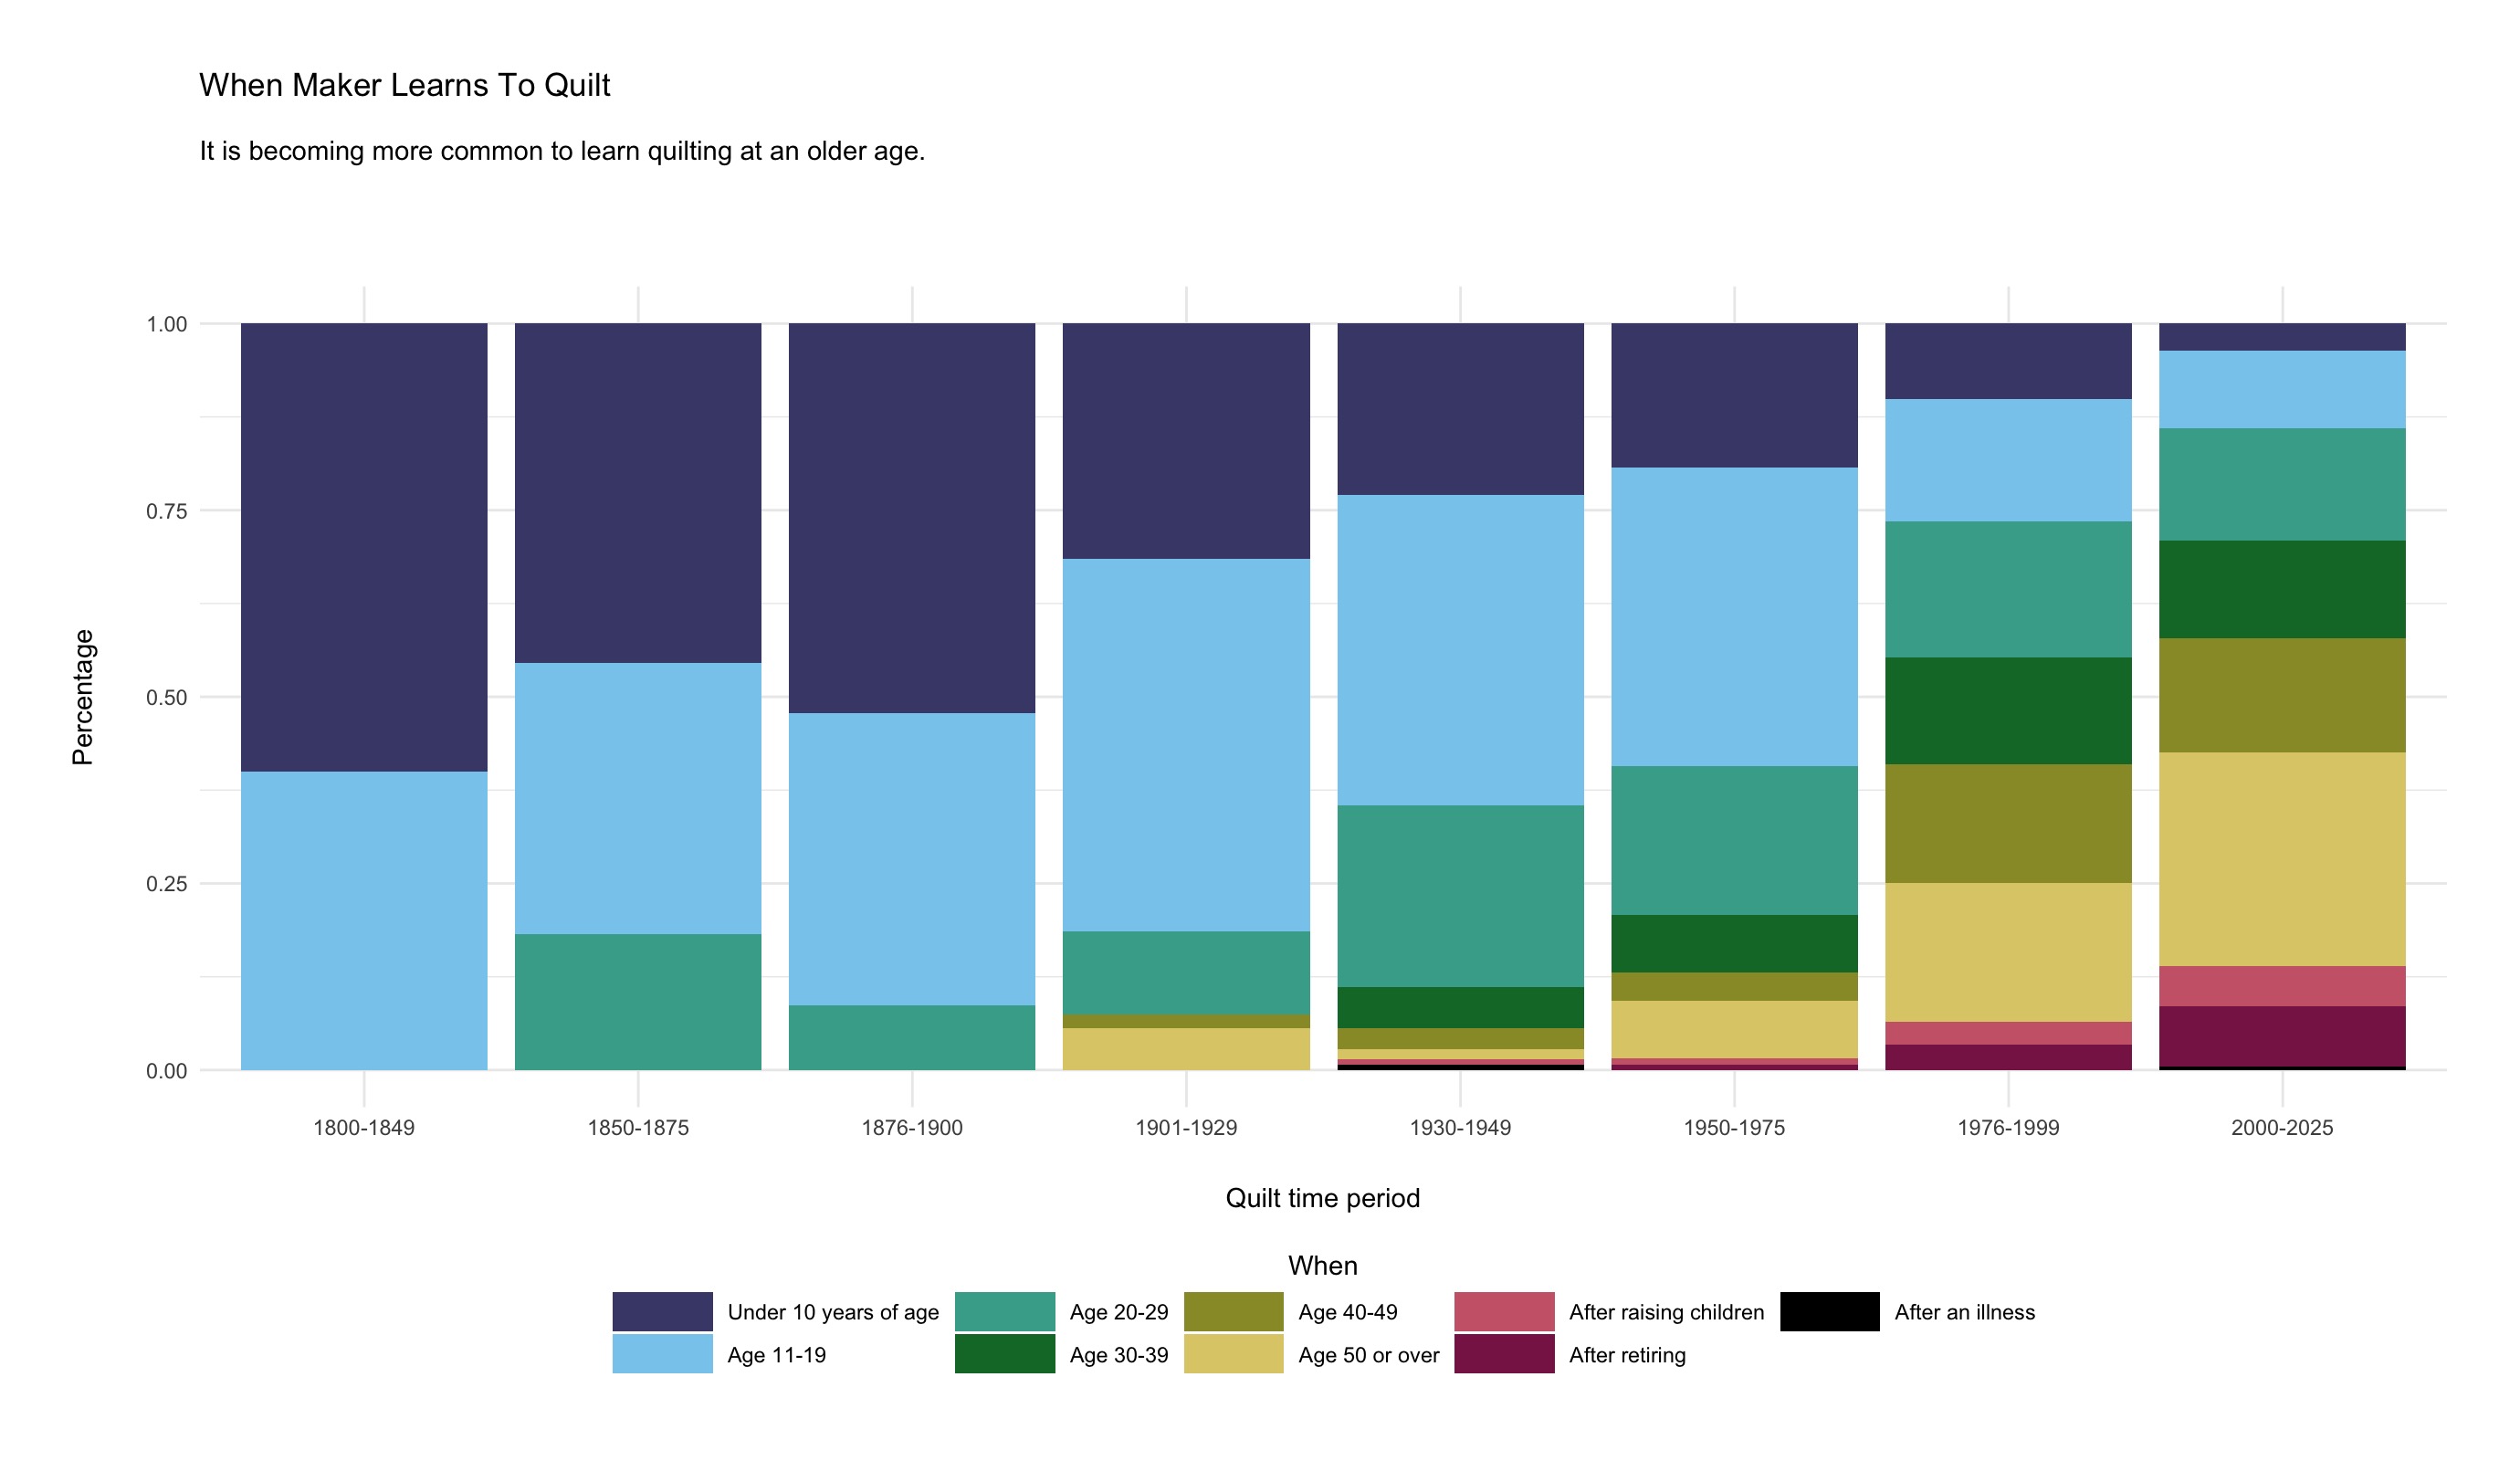 When Maker Learns To Quilt
It is becoming more common to learn quilting at an older age.
Percentage
1.00
0.75
0.50
0.25
0.00
1800-1849 1850-1875 1876-1900 1901-1929 1930-1949 1950-1975 1976-1999 2000-2025
Quilt time period
When
Under 10 years of age Age 20-29 Age 40-49 After raising children After an illness
Age 11-19 Age 30-39 Age 50 or over After retiring